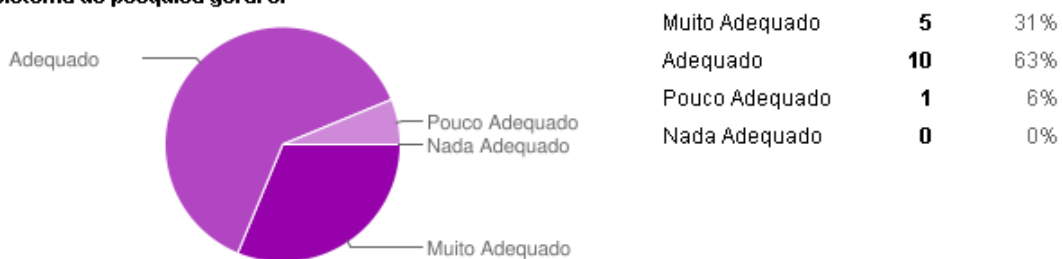 Muito Adequado 5 31%
Adequado 10 63%
Pouco Adequado 1 6%
Nada Adequado 0 0%
Adequado
Pouco Adequado
Nada Adequado
Muito Adequado